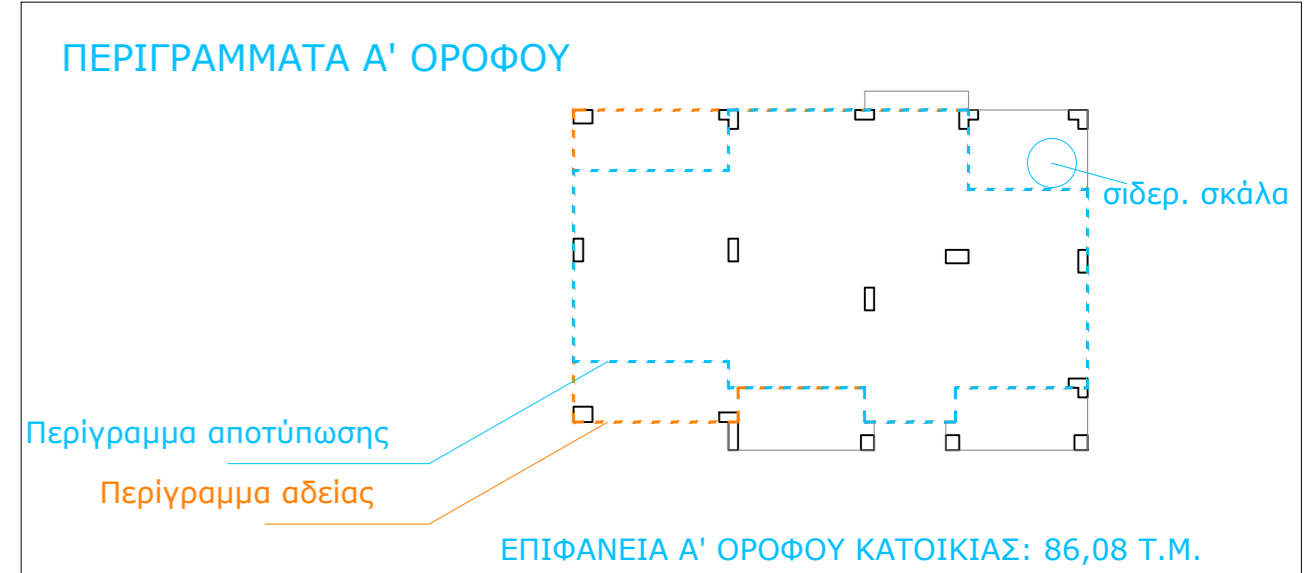 ΠΕΡΙΓΡΑΜΜΑΤΑ Α' ΟΡΟΦΟΥ
σιδερ. σκάλα
Περίγραμμα αποτύπωσης
Περίγραμμα αδείας
ΕΠΙΦΑΝΕΙΑ Α' ΟΡΟΦΟΥ ΚΑΤΟΙΚΙΑΣ: 86,08 Τ.Μ.